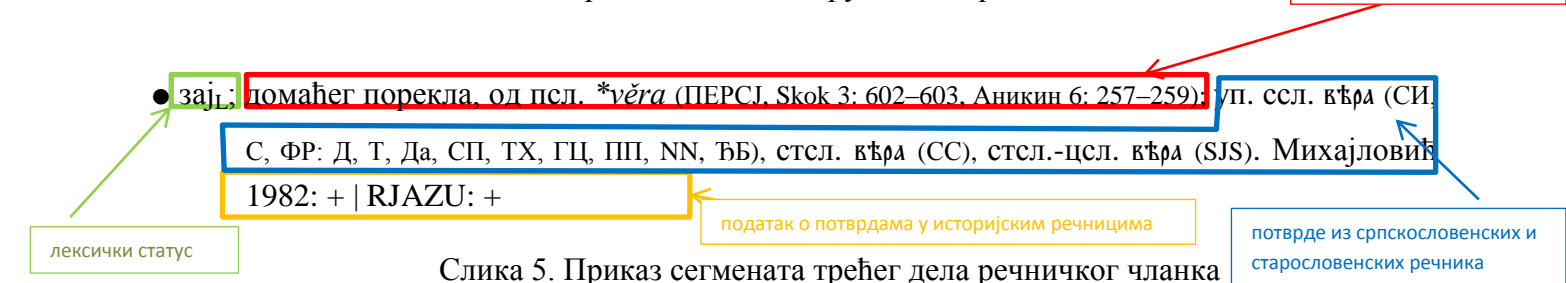 ● зајL; домаћег порекла, од псл. *věra (ПЕРСЈ, Skok 3: 602–603, Аникин 6: 257–259); уп. ссл. вѣра (СИ,
С, ФР: Д, Т, Да, СП, ТХ, ГЦ, ПП, NN, ЂБ), стсл. вѣра (СС), стсл.-цсл. вѣра (SJS). Михајловић
1982: + | RJAZU: +
податак о потврдама у историјским речницима
лексички статус
потврде из српскословенских и
старословенских речника
Слика 5. Приказ сегмената трећег дела речничког чланка